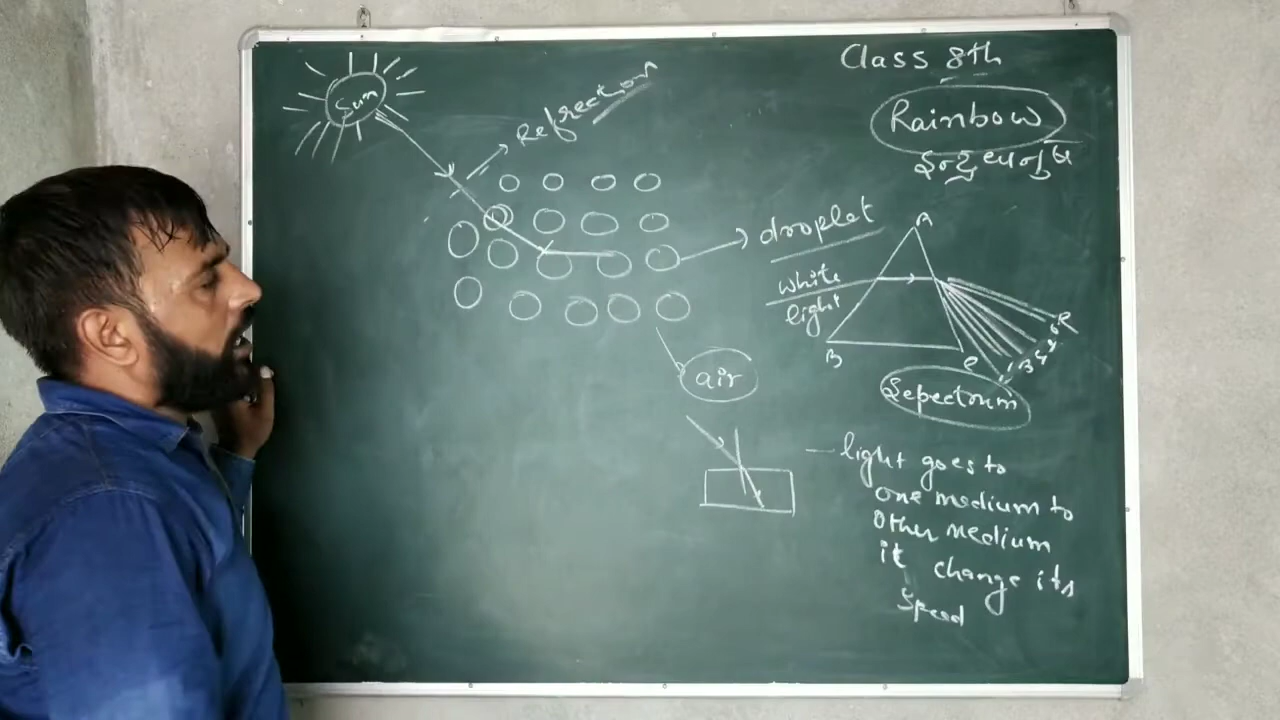 Class 8th
Rainbow
Sun
Refrection
droplet
A
white
light
B
C
R
air
Sepectoum
light goes to
one medium to
Other medium
it change its
Speed